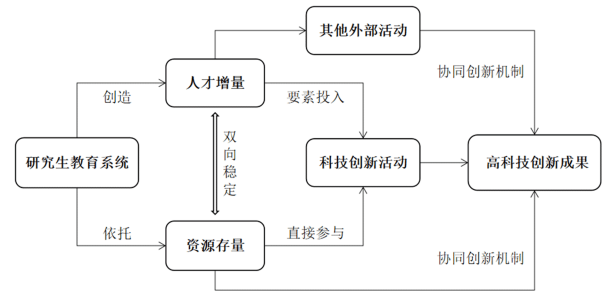 其他外部活动
协同创新机制
人才增量
创造
要素投入
双向稳定
研究生教育系统
科技创新活动
高科技创新成果
依托
资源存量
直接参与
协同创新机制